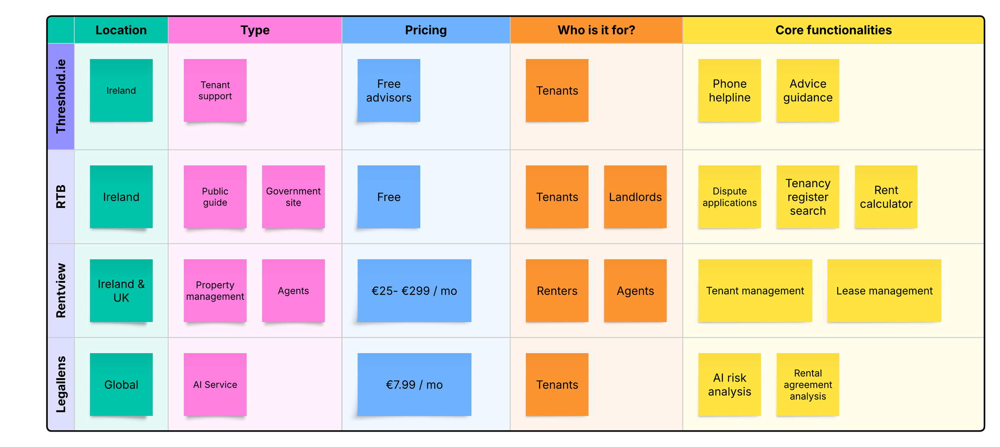 Location
Type
Pricing
Who is it for?
Core functionalities
Threshold.ie
Ireland
Tenant
support
Free
advisors
Tenants
Phone
helpline
Advice
guidance
RTB
Ireland
Public
guide
Government
site
Free
Tenants
Landlords
Dispute
applications
Tenancy
register
search
Rent
calculator
Rentview
Ireland &
UK
Property
management
Agents
€25- €299 / mo
Renters
Agents
Tenant management
Lease management
Legallens
Global
AI Service
€7.99 / mo
Tenants
AI risk
analysis
Rental
agreement
analysis